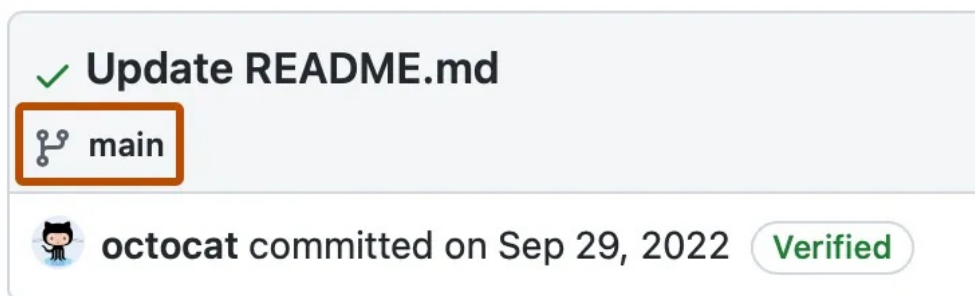 Update README.md
main
octocat committed on Sep 29, 2022 Verified